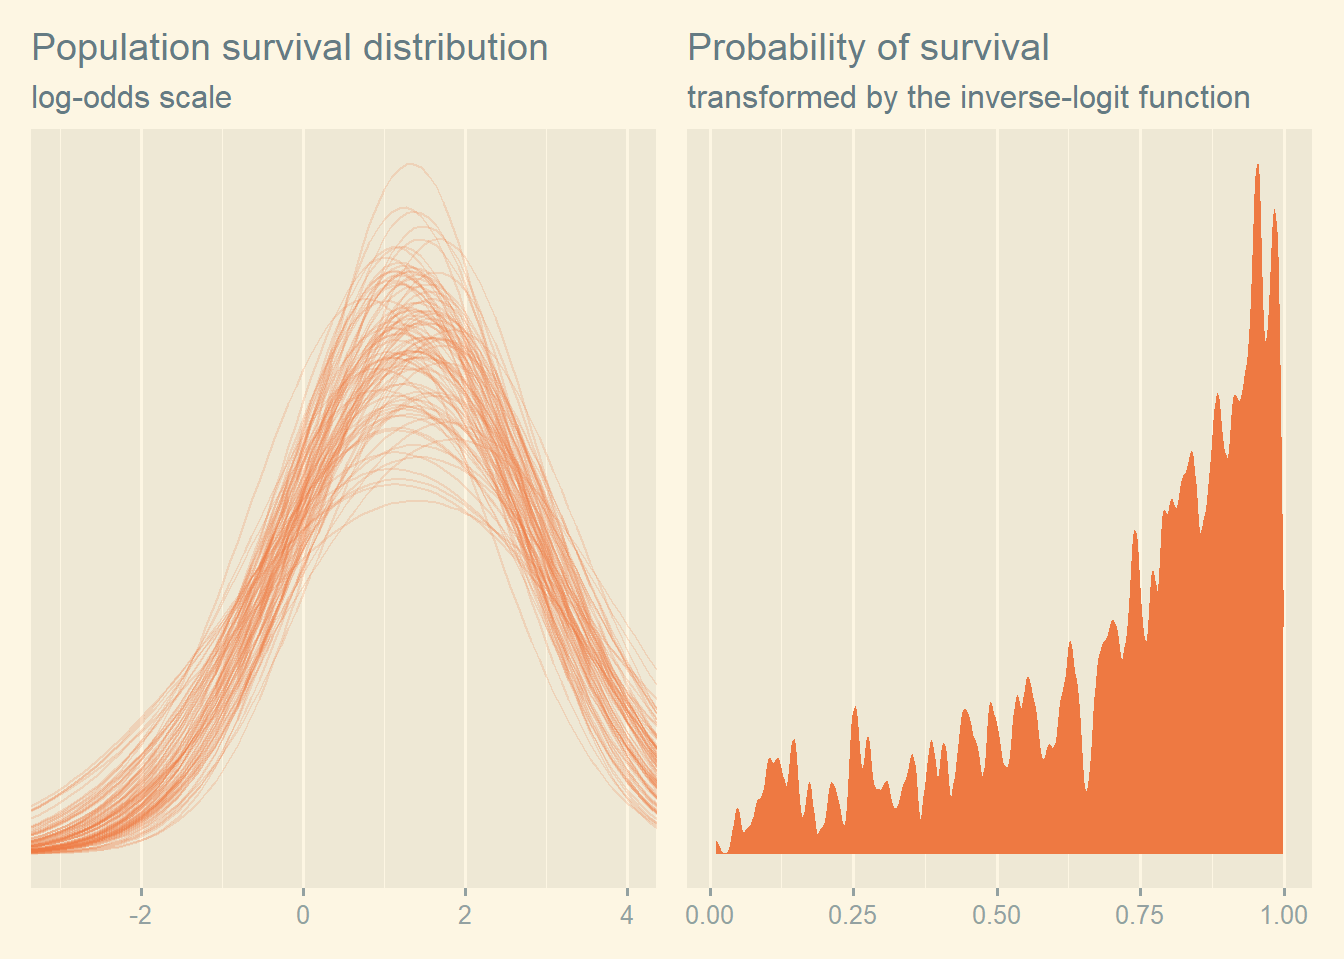 Population survival distribution
log-odds scale
-2 0 2 4
Probability of survival
transformed by the inverse-logit function
0.00 0.25 0.50 0.75 1.00